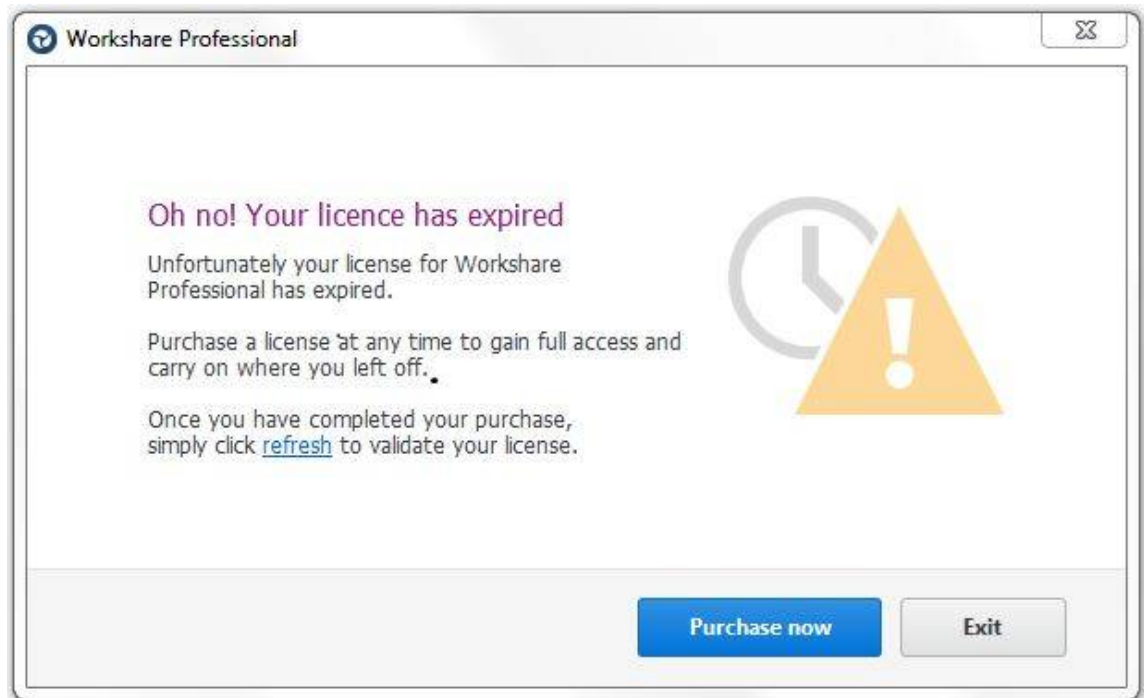 Workshare Professional
Oh no! Your licence has expired
Unfortunately your license for Workshare
Professional has expired.
Purchase a license at any time to gain full access and
carry on where you left off.
Once you have completed your purchase,
simply click refresh to validate your license.
Purchase now
Exit